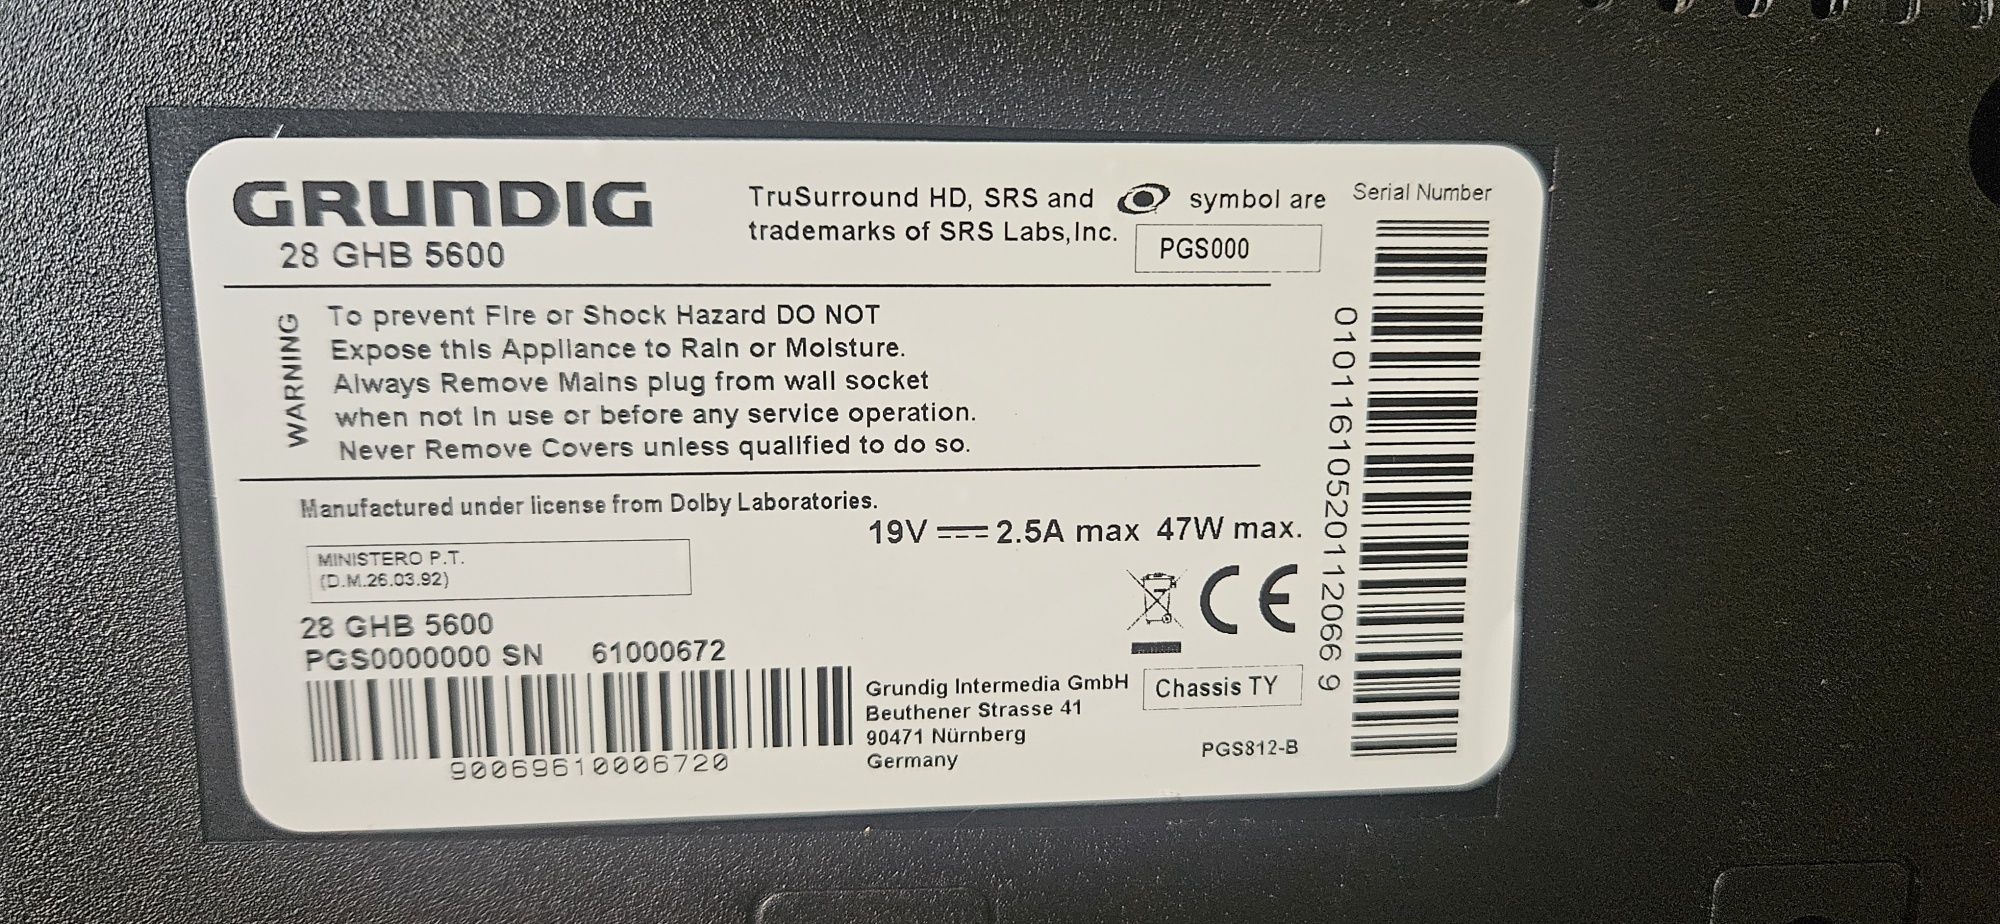 GRUNDIG
28 GHB 5600
TruSurround HD, SRS and symbol are
trademarks of SRS Labs,Inc.
PGS000
Serial Number
WARNING
To prevent Fire or Shock Hazard DO NOT
Expose this Appliance to Rain or Moisture.
Always Remove Mains plug from wall socket
when not in use or before any service operation.
Never Remove Covers unless qualified to do so.
Manufactured under license from Dolby Laboratories.
19V 2.5A max 47W max.
MINISTERO P.T.
(D.M.26.03.92)
28 GHB 5600
PGS0000000 SN 61000672
90069610006720
Grundig Intermedia GmbH
Beuthener Strasse 41
90471 Nürnberg
Germany
CE
Chassis TY
PGS812-B
01011610520112066 9